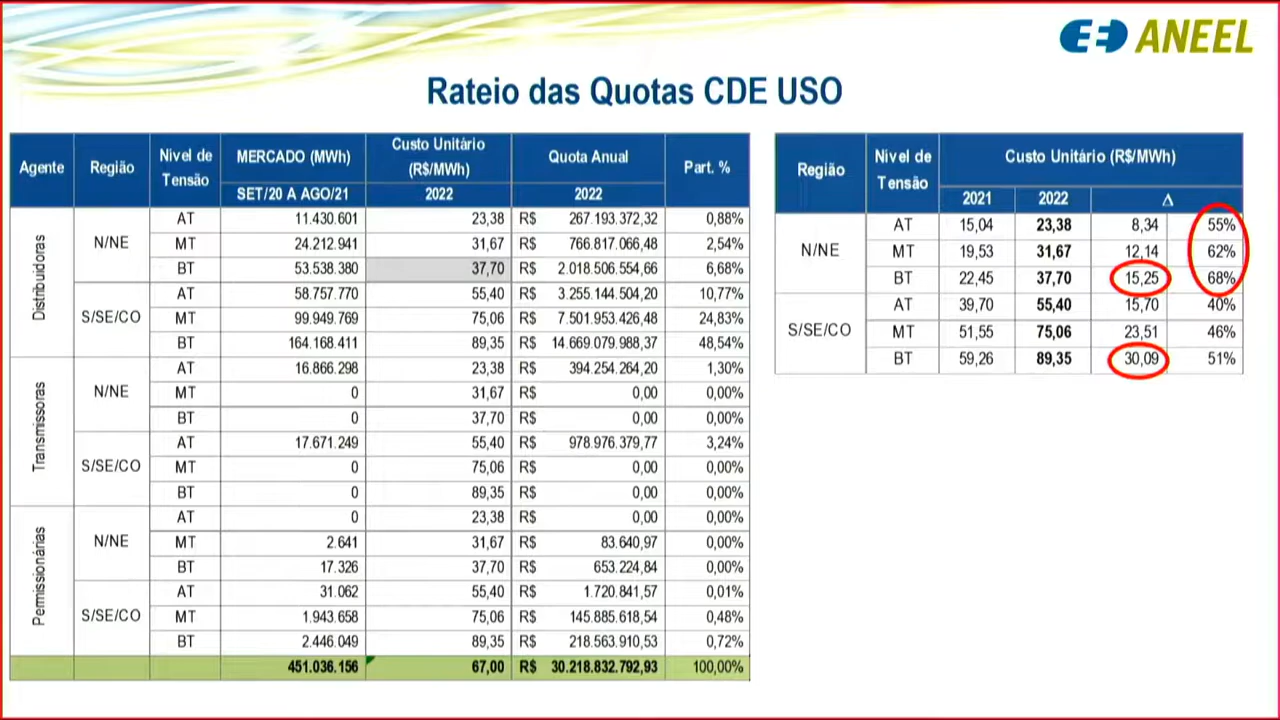 ANEEL
Rateio das Quotas CDE USO
Agente Região Nivel de Tensão MERCADO (MWh) Custo Unitário (R$/MWh) Quota Anual Part. %
SET/20 A AGO/21 2022 2022
Distribuidoras N/NE AT 11.430.601 23,38 R$ 267.193.372,32 0,88%
MT 24.212.941 31,67 R$ 766.817.066,48 2,54%
BT 53.538.380 37,70 R$ 2.018.506.554,66 6,68%
S/SE/CO AT 58.757.770 55,40 R$ 3.255.144.504,20 10,77%
MT 99.949.769 75,06 R$ 7.501.953.426,48 24,83%
BT 164.168.411 89,35 R$ 14.669.079.988,37 48,54%
Transmissoras N/NE AT 16.866.298 23,38 R$ 394.254.264,20 1,30%
MT 0 31,67 R$ 0,00 0,00%
BT 0 37,70 R$ 0,00 0,00%
S/SE/CO AT 17.671.249 55,40 R$ 978.976.379,77 3,24%
MT 0 75,06 R$ 0,00 0,00%
BT 0 89,35 R$ 0,00 0,00%
Permissionárias N/NE AT 0 23,38 R$ 0,00 0,00%
MT 2.641 31,67 R$ 83.640,97 0,00%
BT 17.326 37,70 R$ 653.224,84 0,00%
S/SE/CO AT 31.062 55,40 R$ 1.720.841,57 0,01%
MT 1.943.658 75,06 R$ 145.885.618,54 0,48%
BT 2.446.049 89,35 R$ 218.563.910,53 0,72%
451.036.156 67,00 R$ 30.218.832.792,93 100,00%
Região Nivel de Tensão Custo Unitário (R$/MWh)
2021 2022 Δ
N/NE AT 15,04 23,38 8,34 55%
MT 19,53 31,67 12,14 62%
BT 22,45 37,70 15,25 68%
S/SE/CO AT 39,70 55,40 15,70 40%
MT 51,55 75,06 23,51 46%
BT 59,26 89,35 30,09 51%